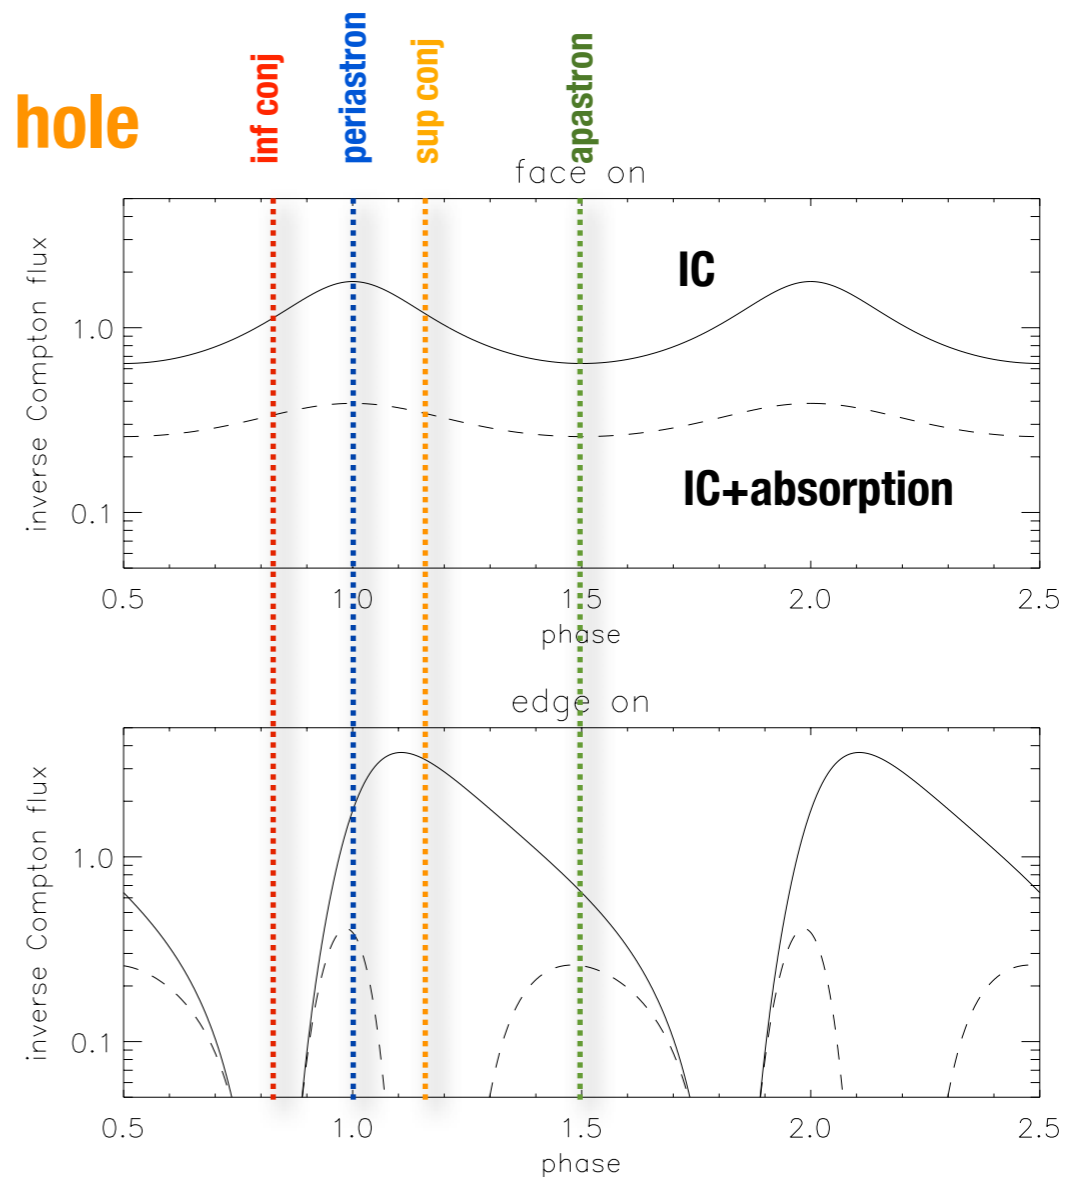 hole
inf conj
periastron
sup conj
apastron
face on
inverse Compton flux
1.0
0.1
IC
IC+absorption
0.5 1.0 1.5 2.0 2.5
phase
edge on
inverse Compton flux
1.0
0.1
0.5 1.0 1.5 2.0 2.5
phase